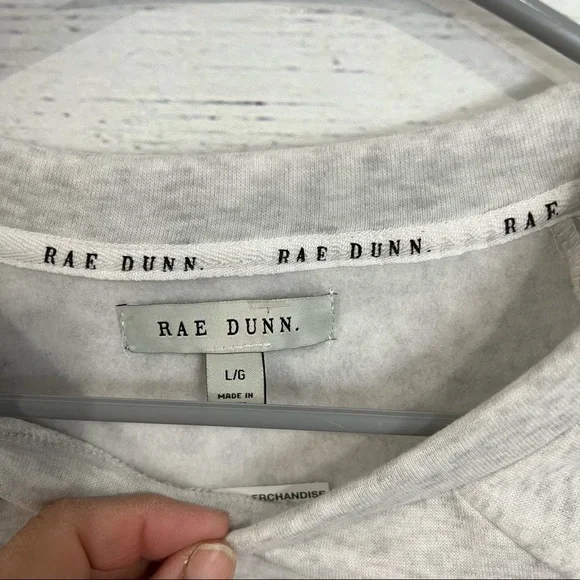 RAE DUNN. RAE DUNN. RAE
RAE DUNN.
L/G
MADE IN
ERCHANDISE